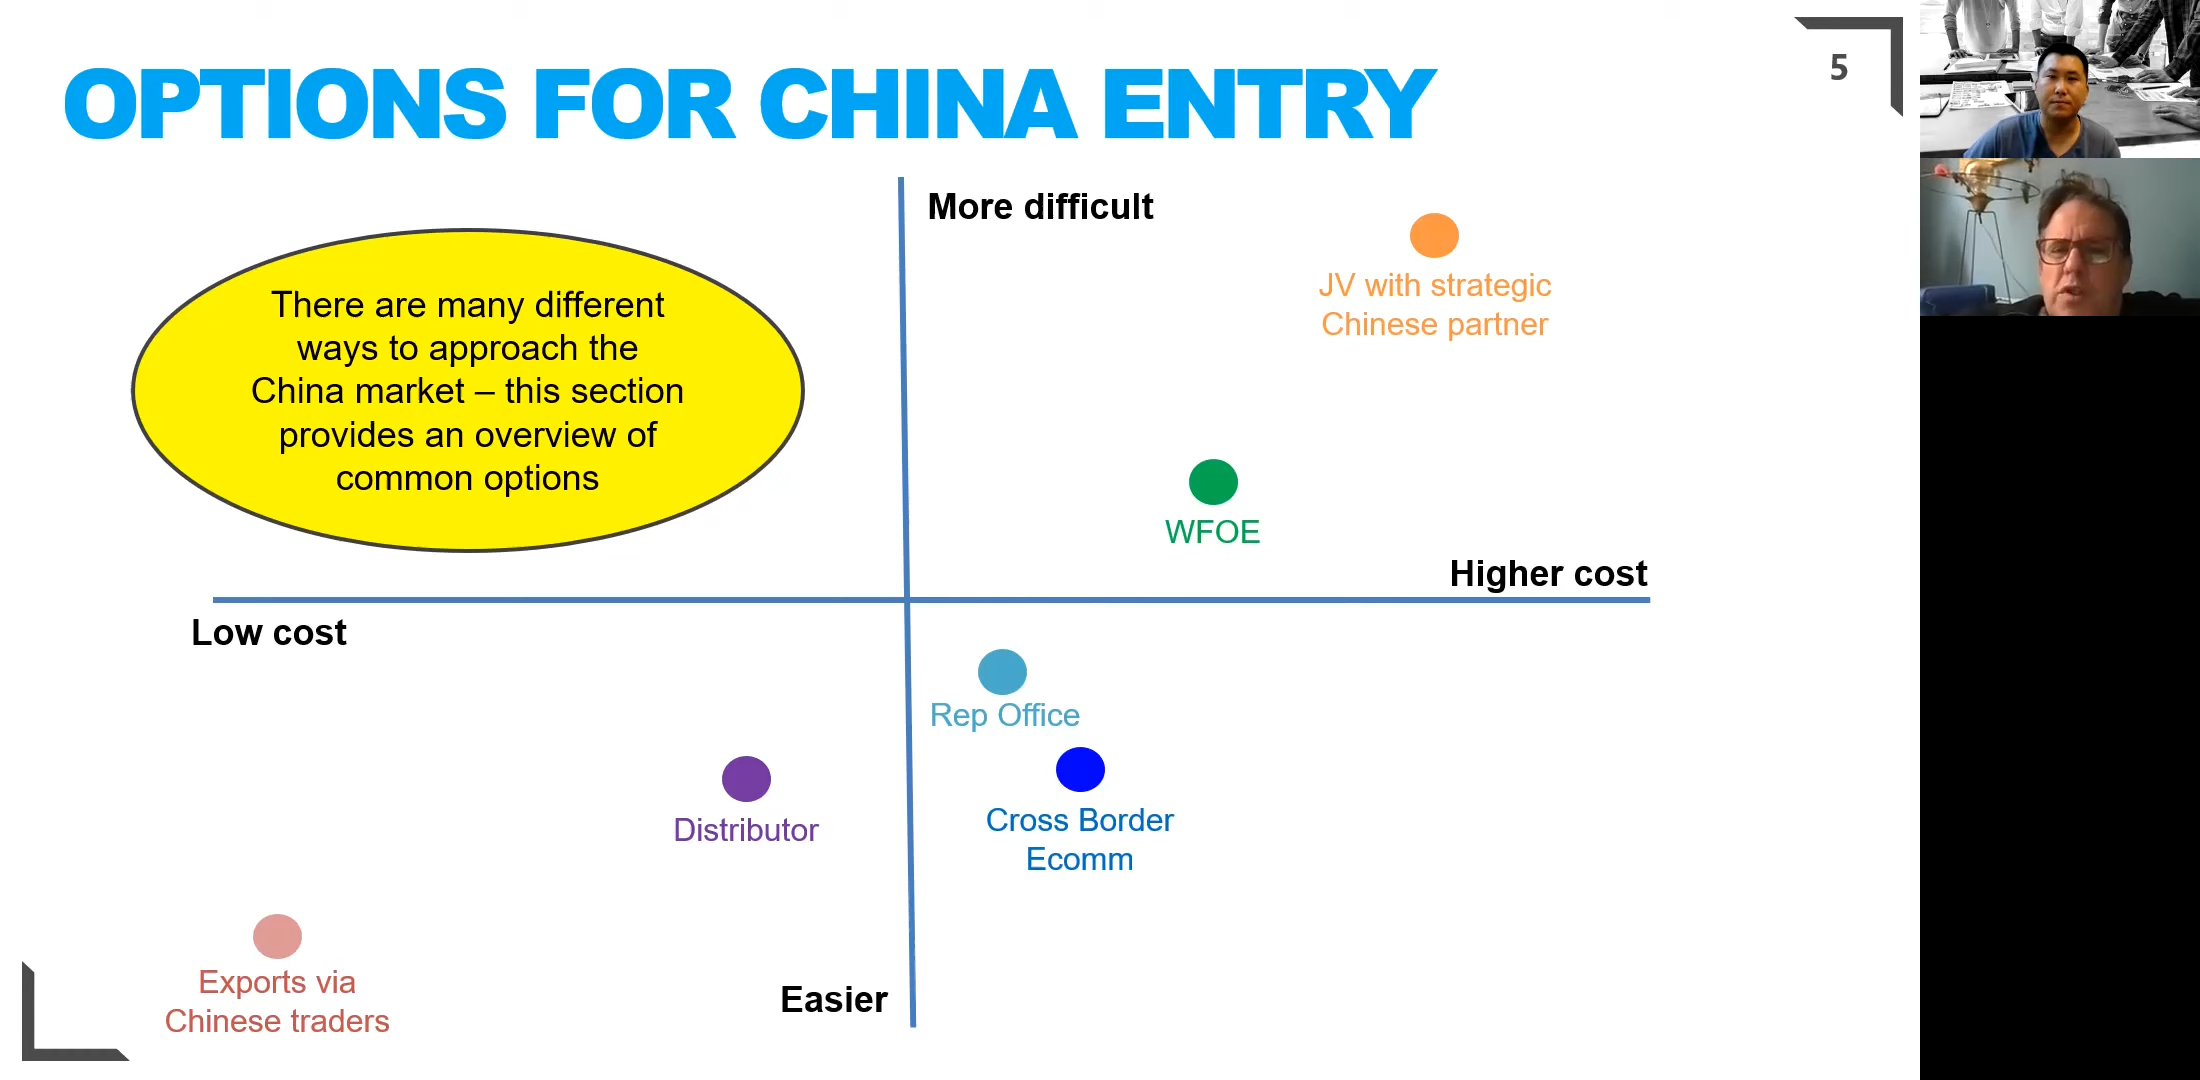 OPTIONS FOR CHINA ENTRY
5
More difficult
JV with strategic
Chinese partner
There are many different
ways to approach the
China market – this section
provides an overview of
common options
WFOE
Higher cost
Low cost
Rep Office
Distributor
Cross Border
Ecomm
Exports via
Chinese traders
Easier